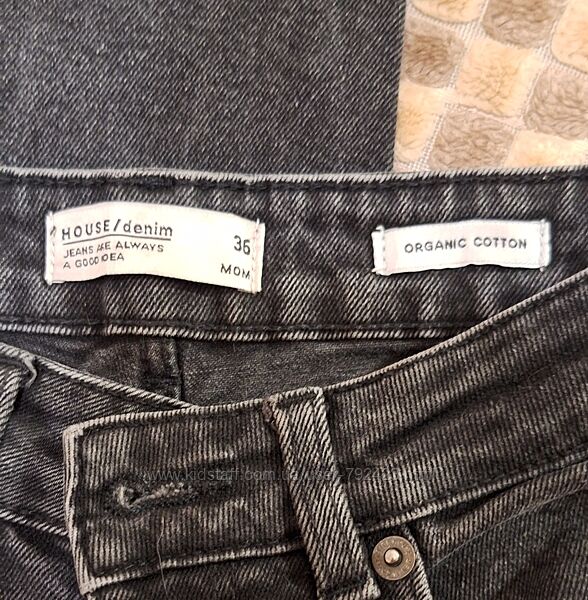 HOUSE/denim
JEANS ARE ALWAYS
A GOOD IDEA
36
MOM
ORGANIC COTTON